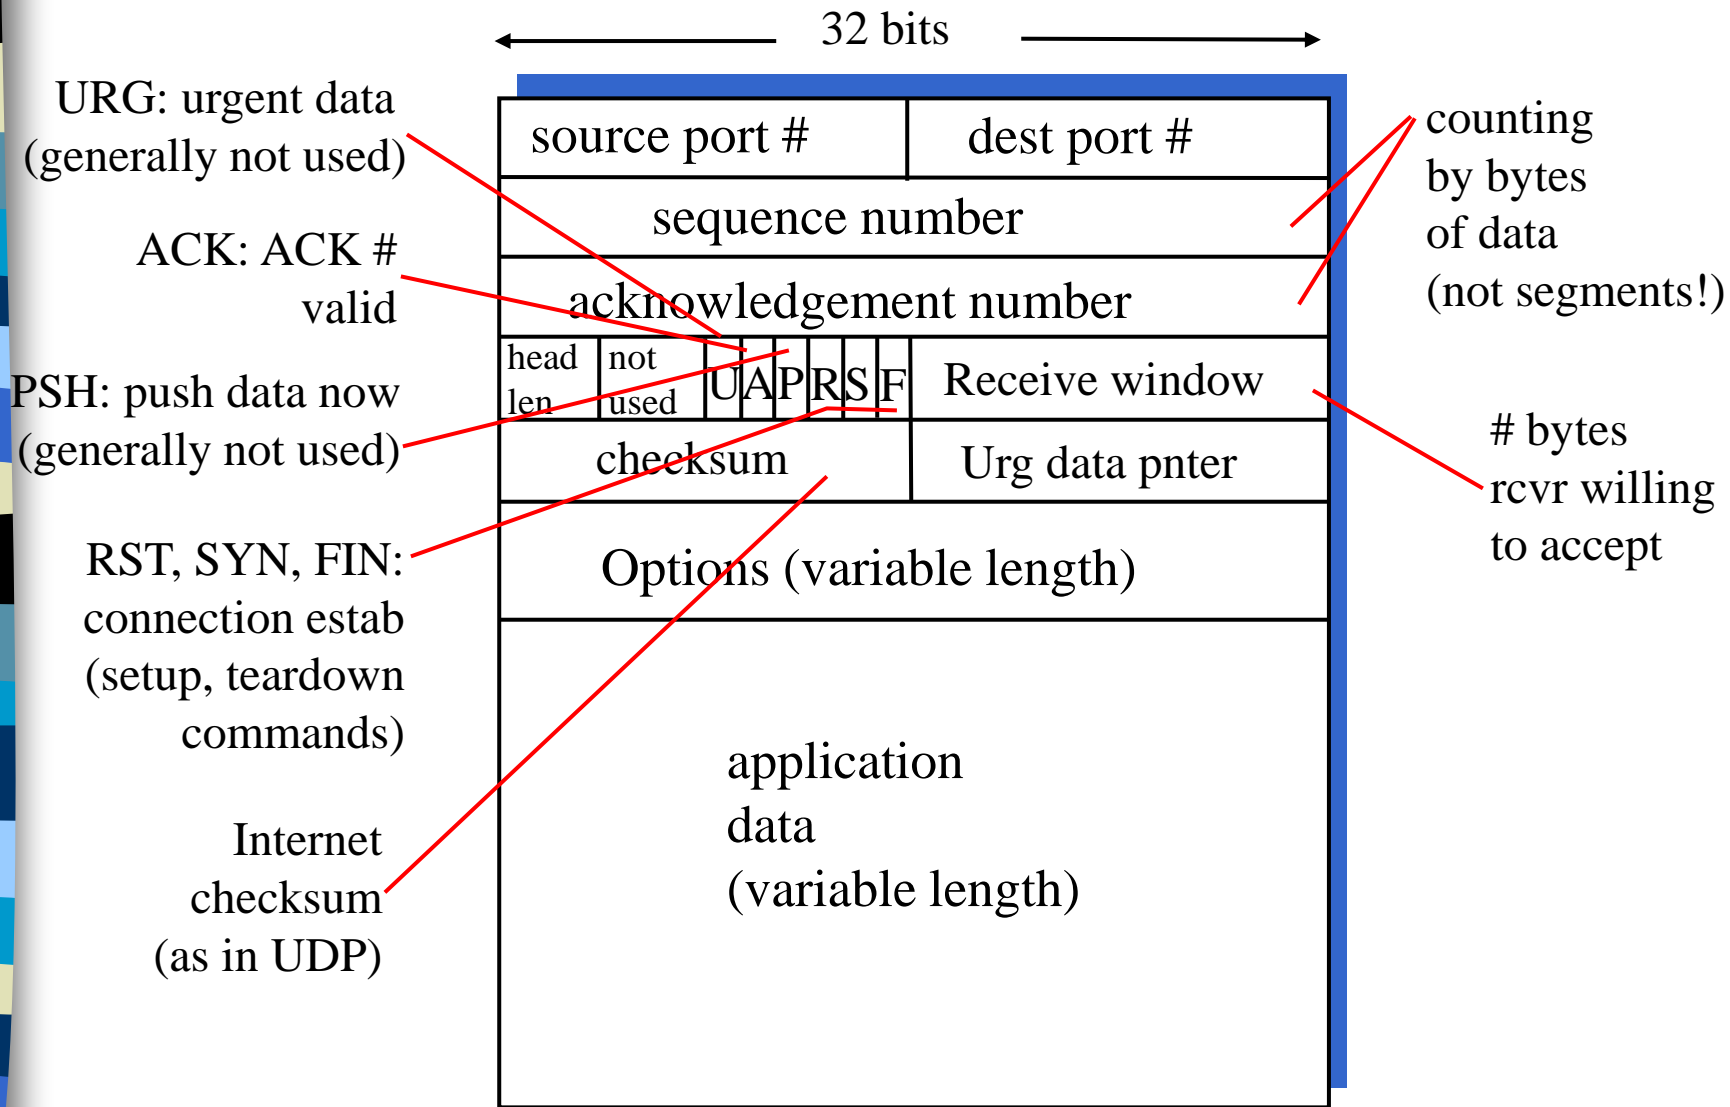 32 bits
URG: urgent data
(generally not used)
ACK: ACK #
valid
PSH: push data now
(generally not used)
RST, SYN, FIN:
connection estab
(setup, teardown
commands)
Internet
checksum
(as in UDP)
source port #
dest port #
sequence number
acknowledgement number
head
len
not
used
U
A
P
R
S
F
Receive window
checksum
Urg data pnter
Options (variable length)
application
data
(variable length)
counting
by bytes
of data
(not segments!)
# bytes
rcvr willing
to accept